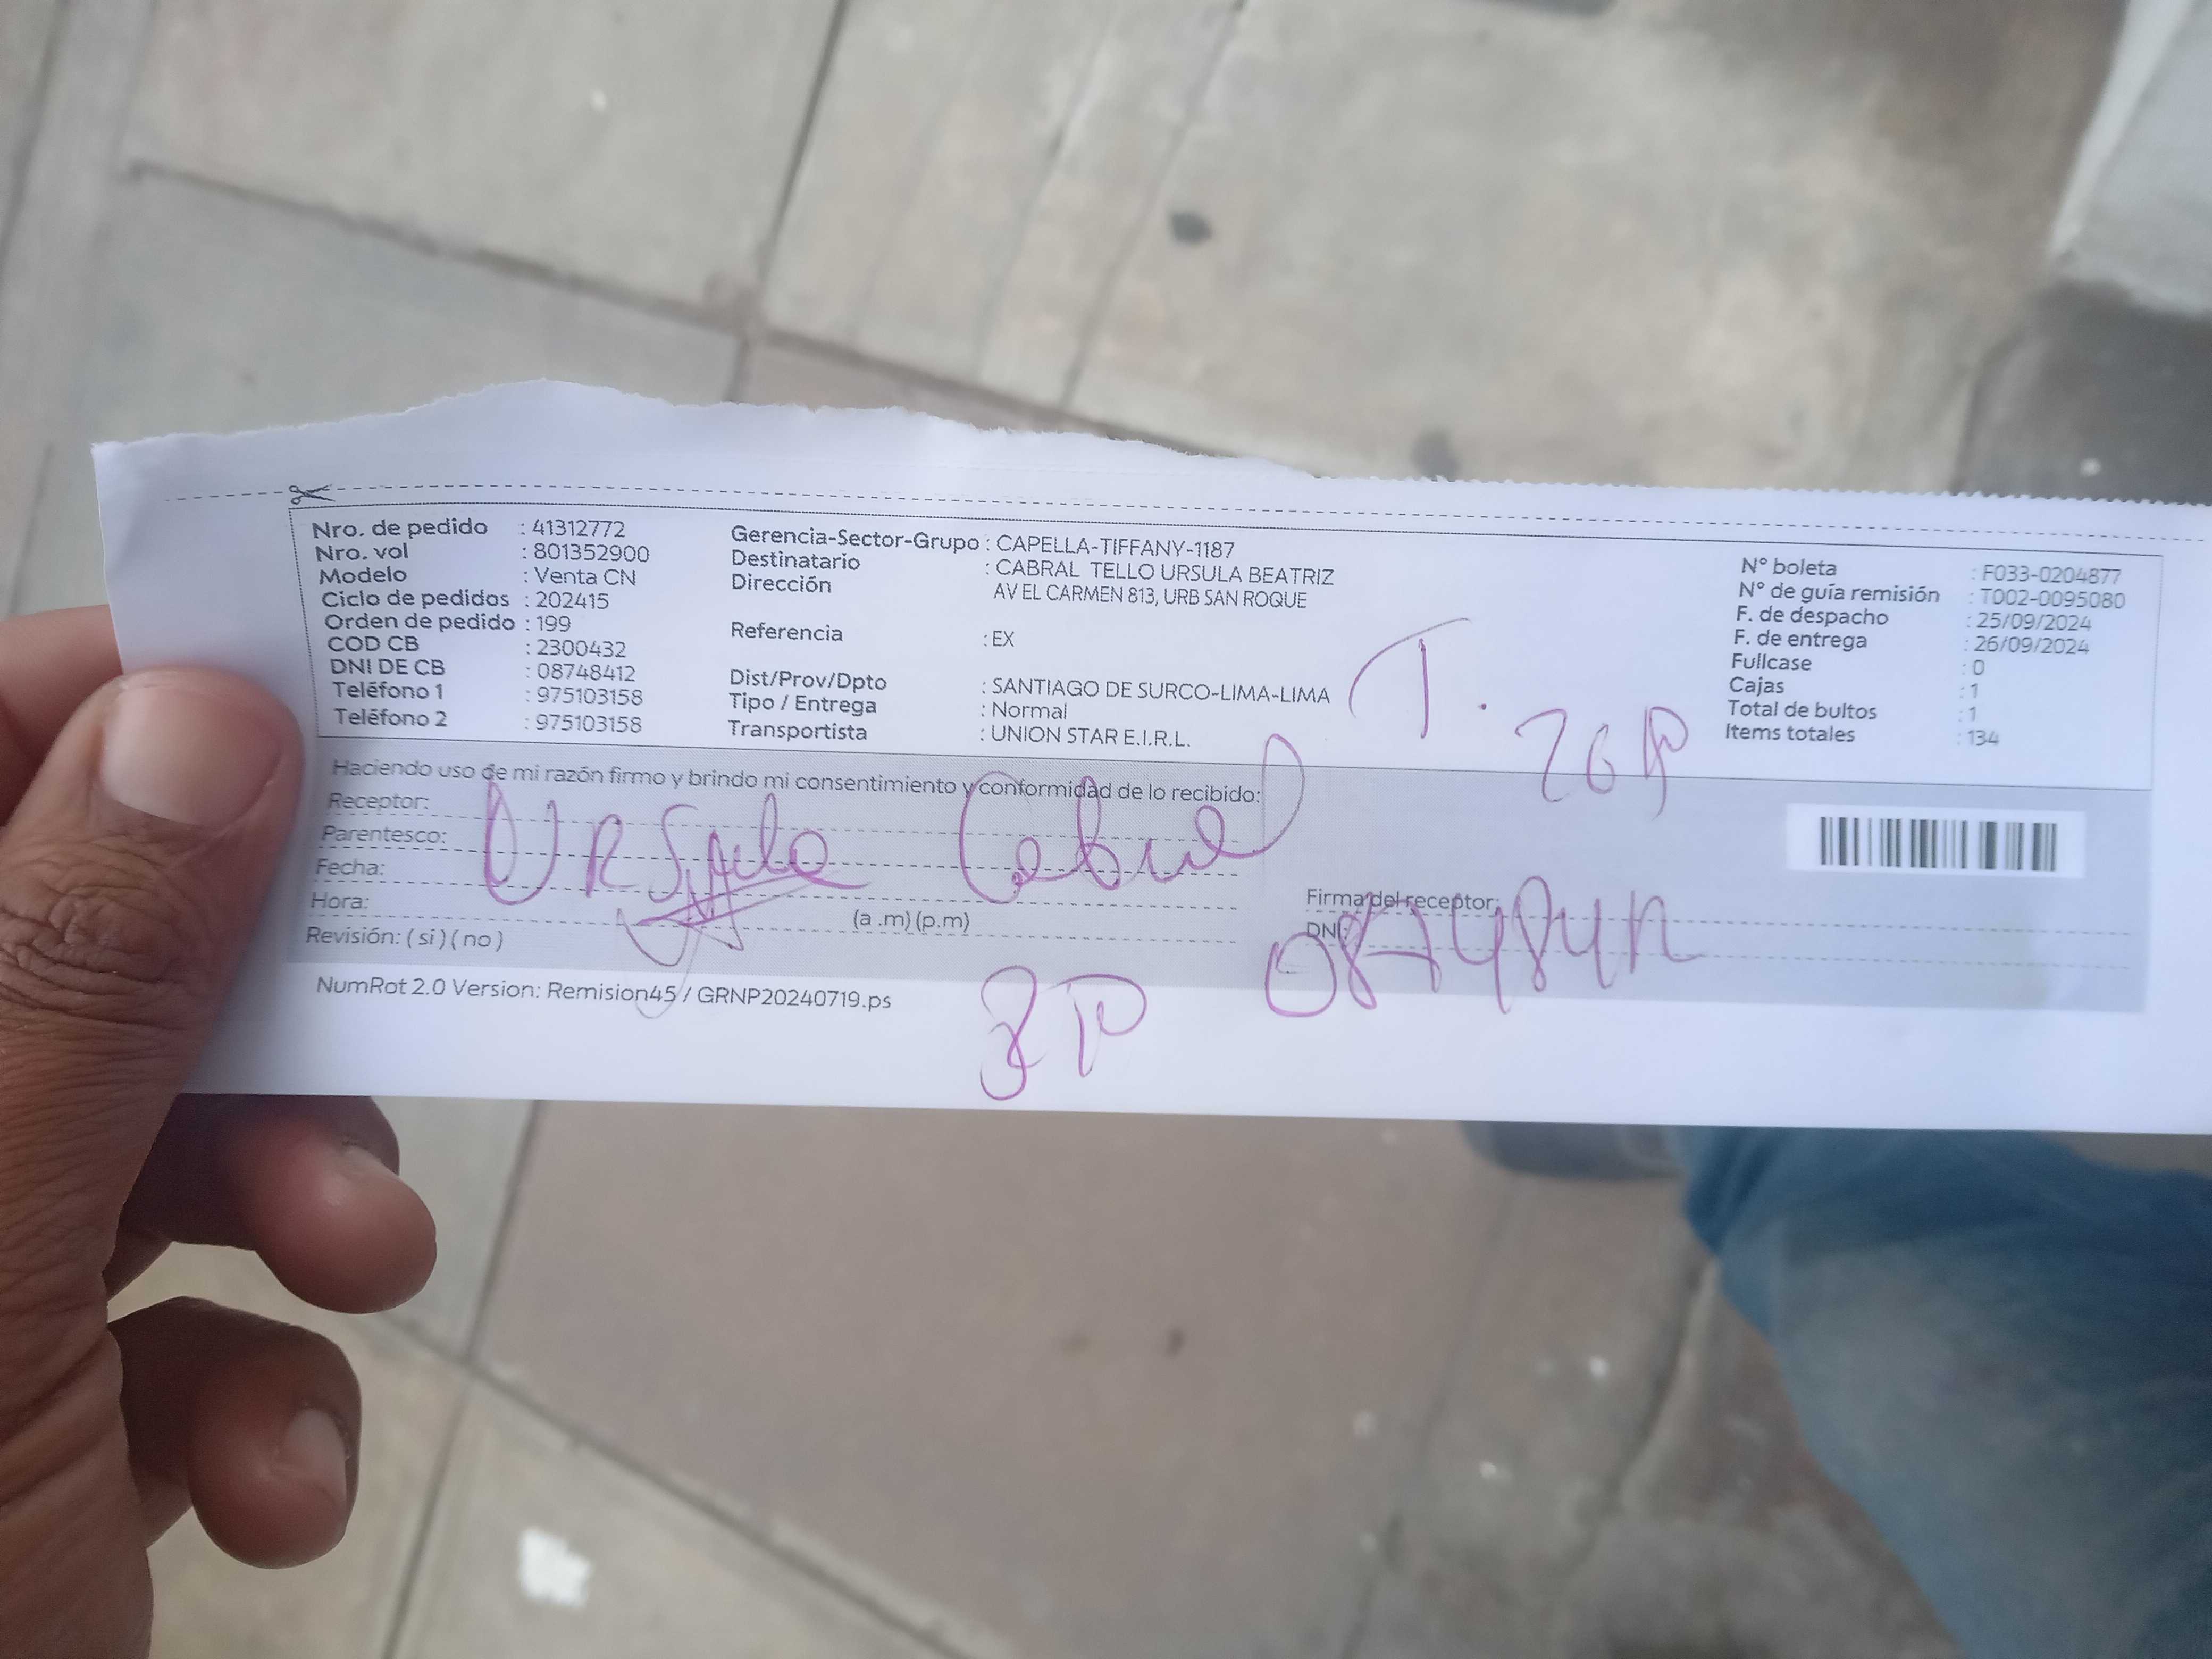 Nro. de pedido : 41312772
Nro. vol : 801352900
Modelo : Venta CN
Ciclo de pedidos : 202415
Orden de pedido : 199
COD CB : 2300432
DNI DE CB : 08748412
Teléfono 1 : 975103158
Teléfono 2 : 975103158
Gerencia-Sector-Grupo : CAPELLA-TIFFANY-1187
Destinatario : CABRAL TELLO URSULA BEATRIZ
Dirección AV EL CARMEN 813, URB SAN ROQUE
Referencia : EX
Dist/Prov/Dpto : SANTIAGO DE SURCO-LIMA-LIMA
Tipo / Entrega : Normal
Transportista : UNION STAR E.I.R.L.
N° boleta : F033-0204877
N° de guía remisión : T002-0095080
F. de despacho : 25/09/2024
F. de entrega : 26/09/2024
Fullcase : 0
Cajas : 1
Total de bultos : 1
Items totales : 134
Haciendo uso de mi razón firmo y brindo mi consentimiento y conformidad de lo recibido:
Receptor:
Parentesco:
Fecha:
Hora: (a .m) (p.m)
Revisión: ( si ) ( no )
Ursula Cabral T.
Firma del receptor:
DNI:
NumRot 2.0 Version: Remision45 / GRNP20240719.ps